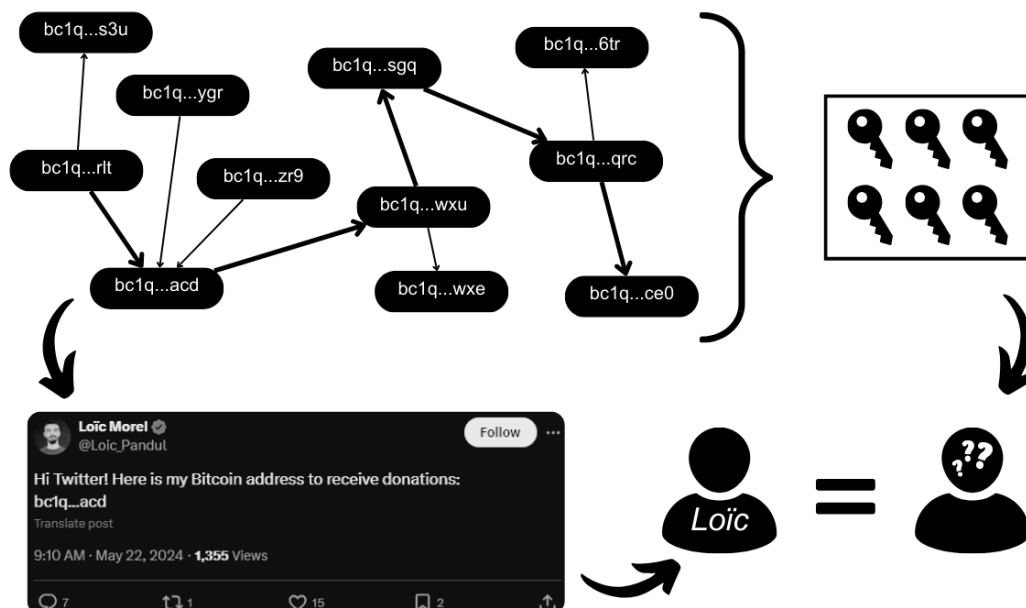 bc1q...s3u
bc1q...ygr
bc1q...rlt
bc1q...zr9
bc1q...acd
bc1q...sgq
bc1q...wxu
bc1q...wxe
bc1q...6tr
bc1q...qrc
bc1q...ce0
Loïc Morel
@Loic_Pandul
Follow
Hi Twitter! Here is my Bitcoin address to receive donations:
bc1q...acd
Translate post
9:10 AM · May 22, 2024 · 1,355 Views
7 1 15 2
Loïc
=
???